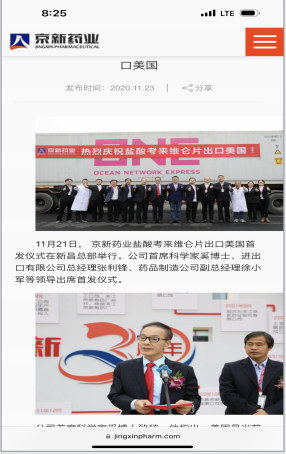 8:25
LTE
京新药业
JINGXIN PHARMACEUTICAL
口美国
发布时间：2020.11.23 | 分享
京新药业 热烈庆祝盐酸考来维仑片出口美国！
ONE
OCEAN NETWORK EXPRESS
11月21日， 京新药业盐酸考来维仑片出口美国首
发仪式在新昌总部举行。公司首席科学家奚博士、进出
口有限公司总经理张利锋、药品制造公司副总经理徐小
军等领导出席首发仪式。
jingxinpharm.com